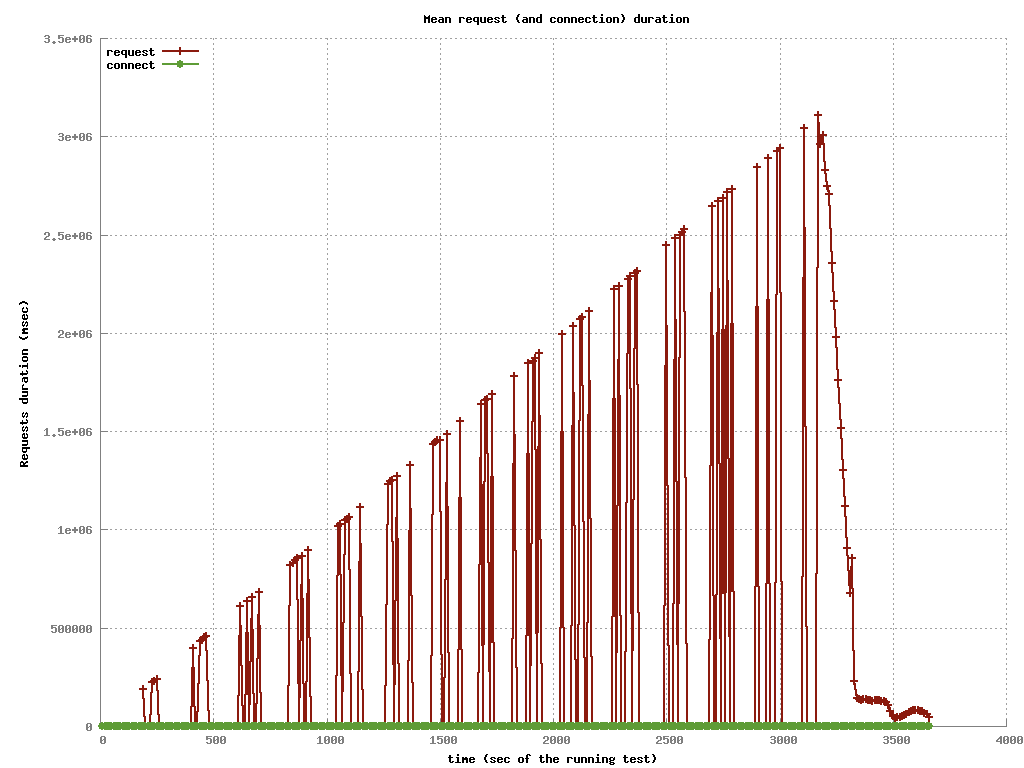 Mean request (and connection) duration
3.5e+06
request
connect
3e+06
2.5e+06
2e+06
1.5e+06
1e+06
500000
0
Requests duration (msec)
0 500 1000 1500 2000 2500 3000 3500 4000
time (sec of the running test)